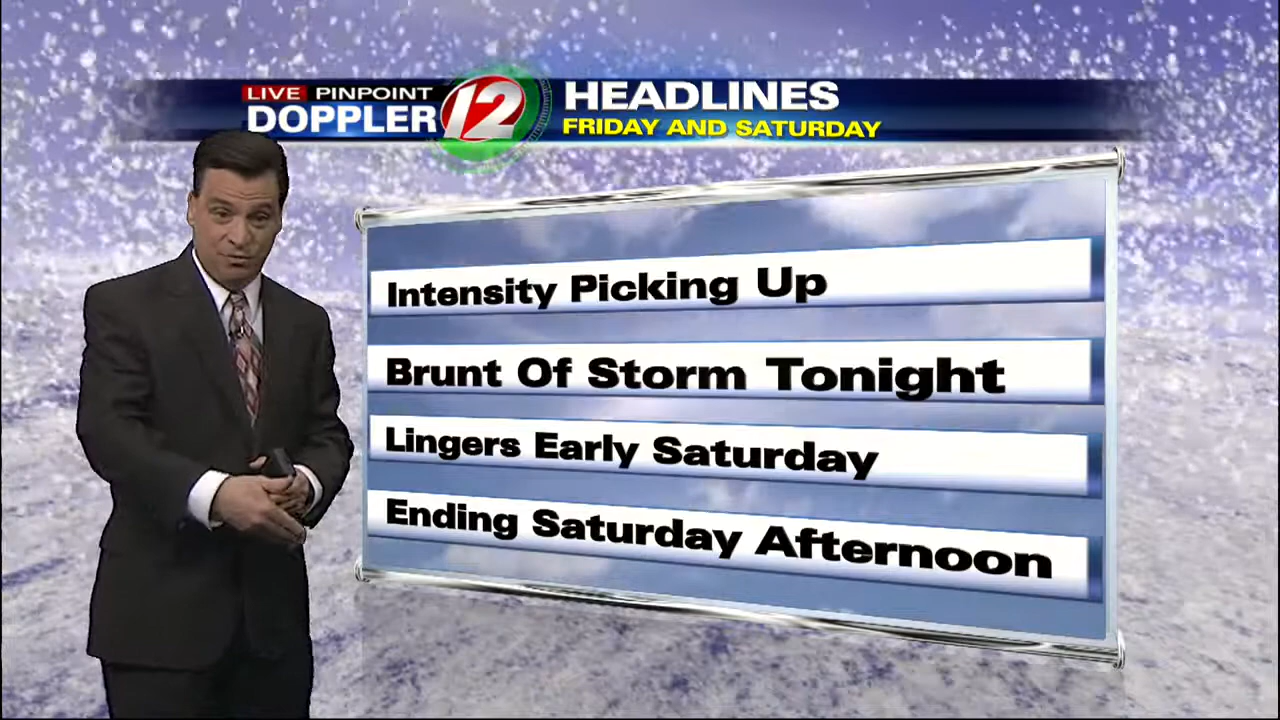 LIVE PINPOINT
DOPPLER 12
HEADLINES
FRIDAY AND SATURDAY
Intensity Picking Up
Brunt Of Storm Tonight
Lingers Early Saturday
Ending Saturday Afternoon